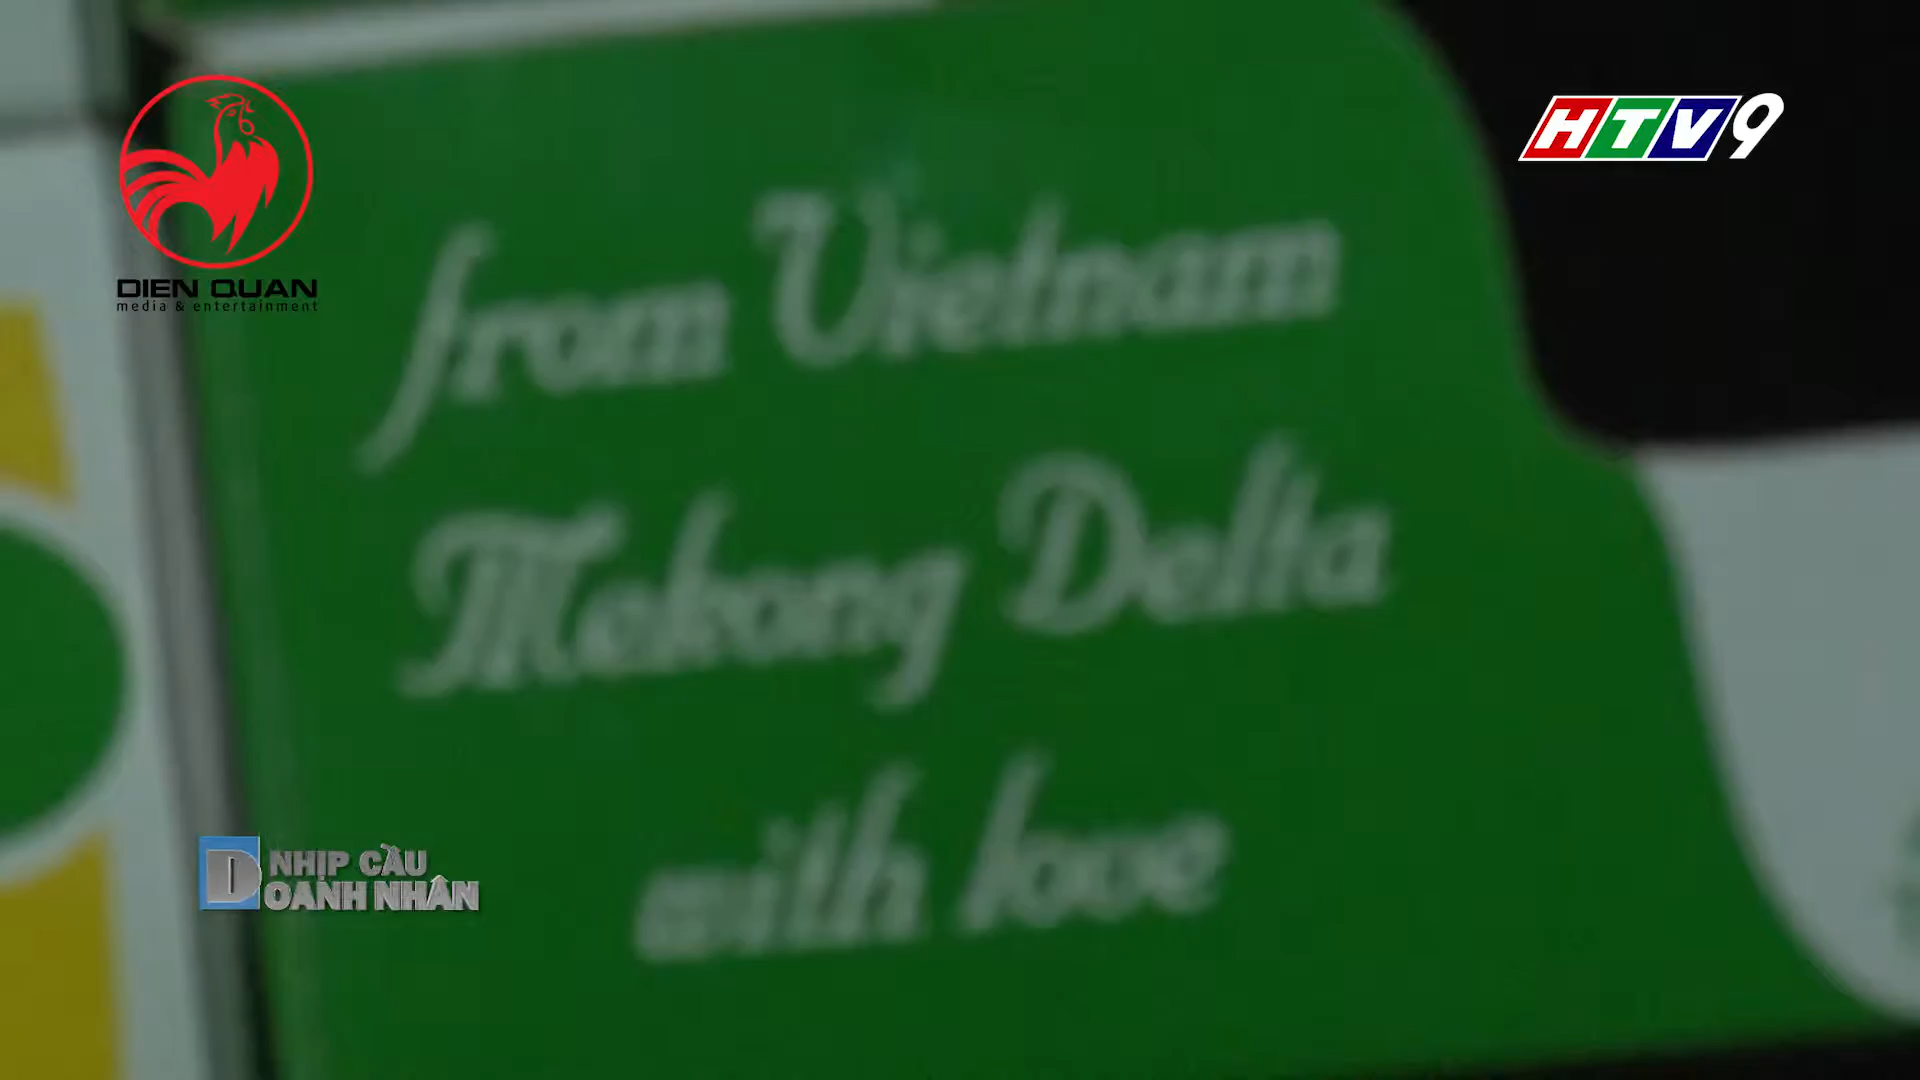 HTV9
DIEN QUAN
media & entertainment
from Vietnam
Mekong Delta
with love
NHỊP CẦU
DOANH NHÂN